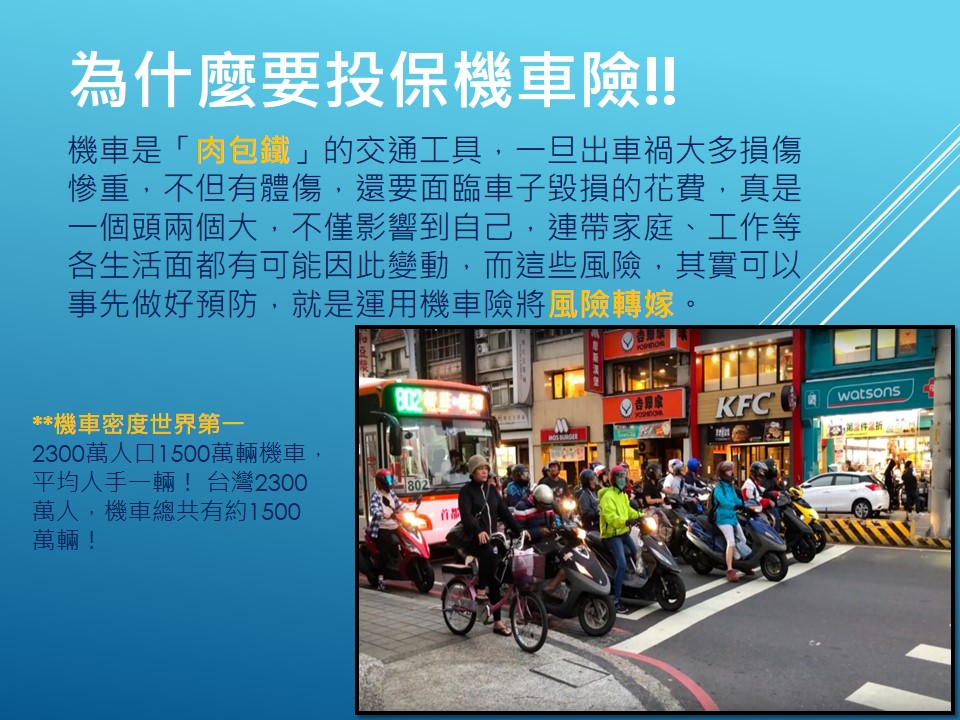 為什麼要投保機車險!!
機車是「肉包鐵」的交通工具，一旦出車禍大多損傷
慘重，不但有體傷，還要面臨車子毀損的花費，真是
一個頭兩個大，不僅影響到自己，連帶家庭、工作等
各生活面都有可能因此變動，而這些風險，其實可以
事先做好預防，就是運用機車險將風險轉嫁。
**機車密度世界第一
2300萬人口1500萬輛機車，
平均人手一輛！ 台灣2300
萬人，機車總共有約1500
萬輛！
摩斯漢堡
吉野家
YOSHINOYA
吉野家
YOSHINOYA
KFC
watsons
MOS BURGER
802
802
首都